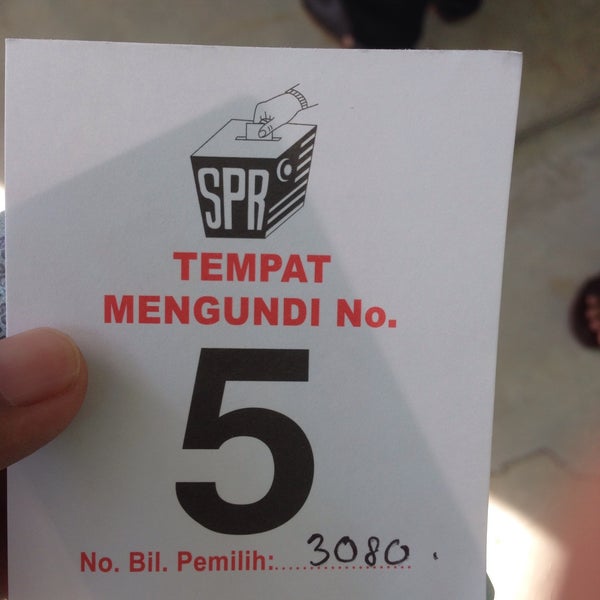 SPR
TEMPAT
MENGUNDI No.
5
No. Bil. Pemilih:....3080....